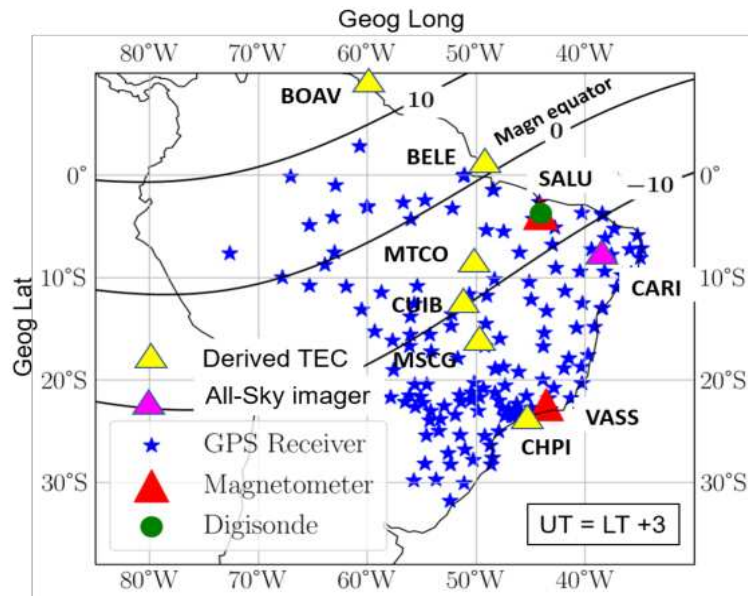 Geog Long
80°W 70°W 60°W 50°W 40°W
BOAV
10
Magn equator
0
BELE
0° 0°
SALU
−10
MTCO
10°S 10°S
CARI
CUIB
Geog Lat
MSCG
Derived TEC
20°S 20°S
All-Sky imager
VASS
GPS Receiver
CHPI
Magnetometer
30°S 30°S
Digisonde
UT = LT +3
80°W 70°W 60°W 50°W 40°W